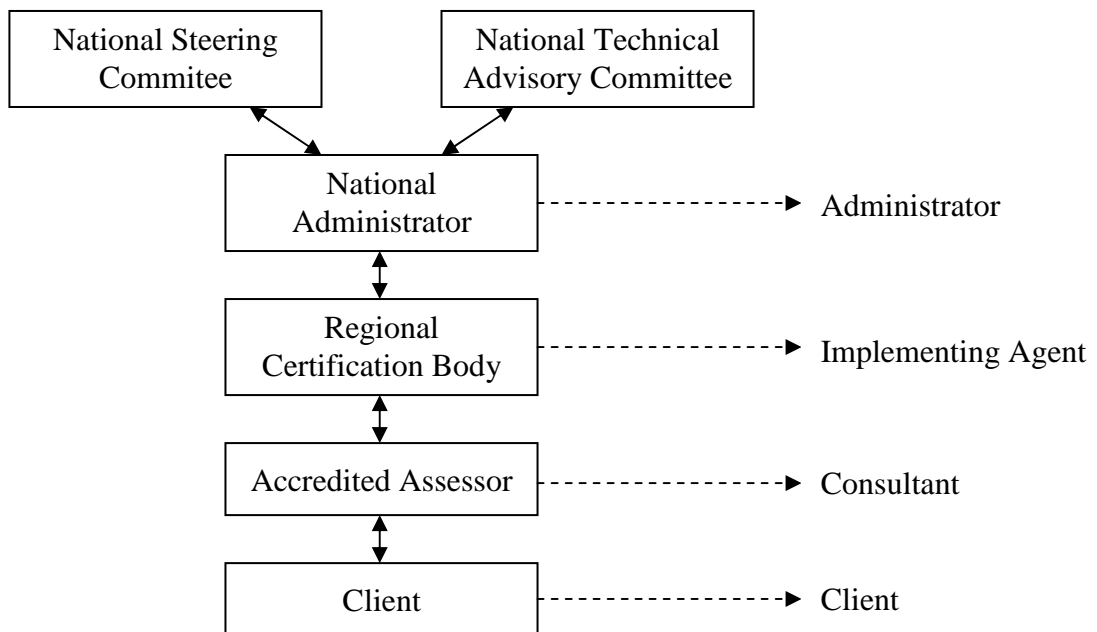 National Steering
Commitee
National Technical
Advisory Committee
National
Administrator
Administrator
Regional
Certification Body
Implementing Agent
Accredited Assessor
Consultant
Client
Client